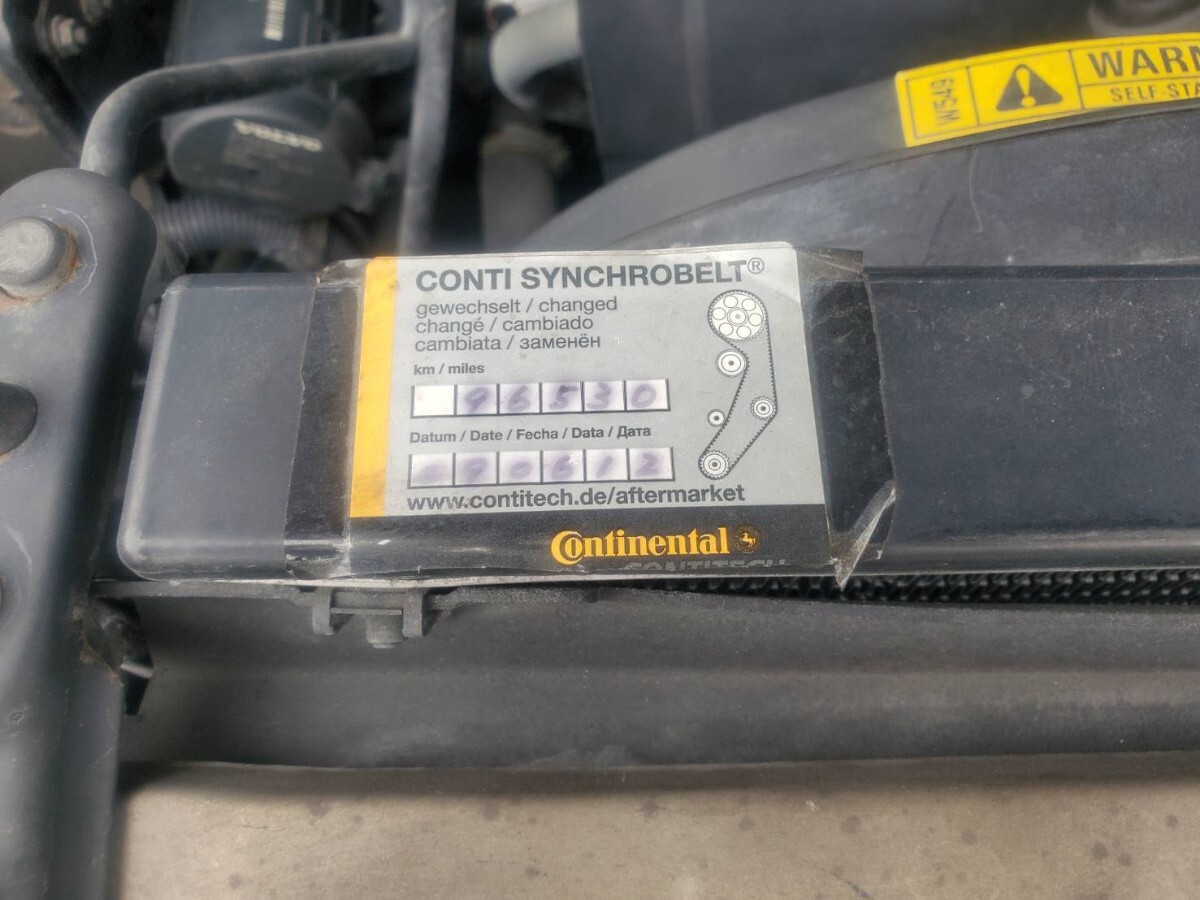 W549
WARN
SELF-STA
CONTI SYNCHROBELT®
gewechselt / changed
changé / cambiado
cambiata / заменён
km / miles
96530
Datum / Date / Fecha / Data / Дата
090612
www.contitech.de/aftermarket
Continental
CONTITECH